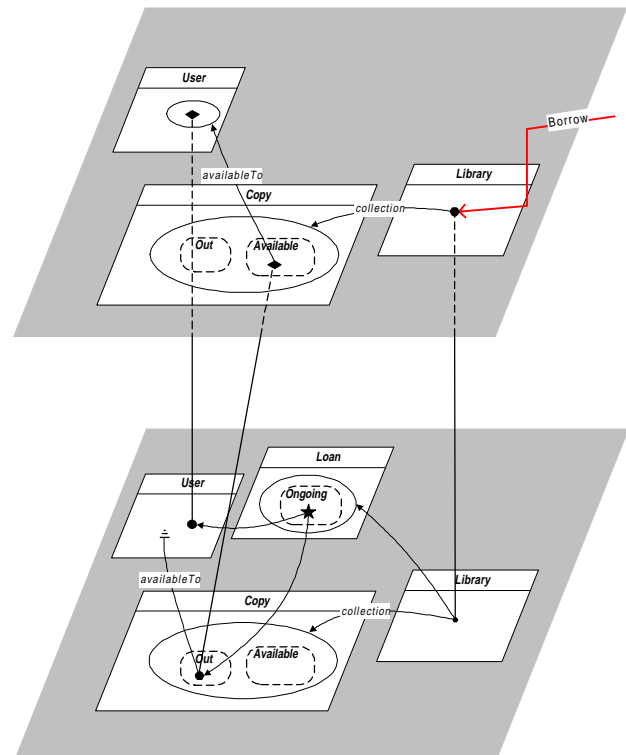 User
Borrow
availableTo
Library
Copy
collection
Out
Available
Loan
User
Ongoing
availableTo
Library
Copy
collection
Out
Available